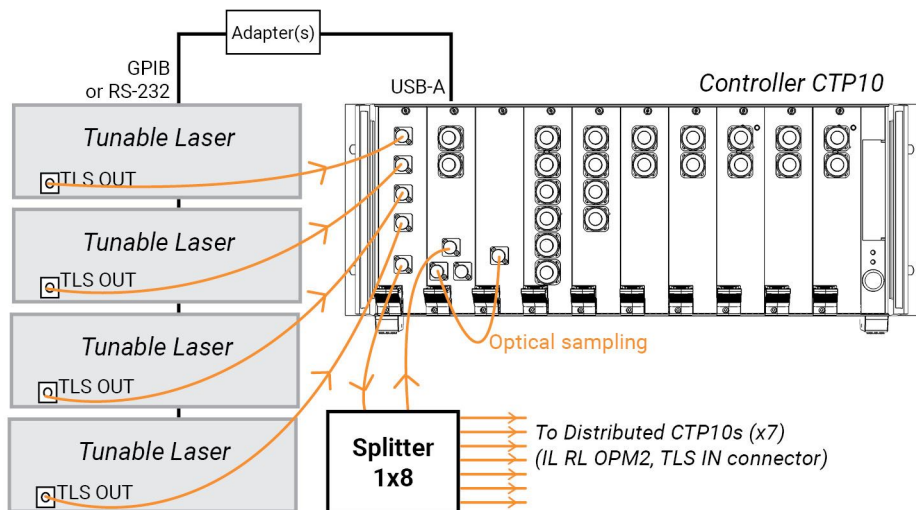 Adapter(s)
GPIB
or RS-232
USB-A
Controller CTP10
Tunable Laser
TLS OUT
Tunable Laser
TLS OUT
Tunable Laser
TLS OUT
Tunable Laser
TLS OUT
Optical sampling
Splitter
1x8
To Distributed CTP10s (x7)
(IL RL OPM2, TLS IN connector)